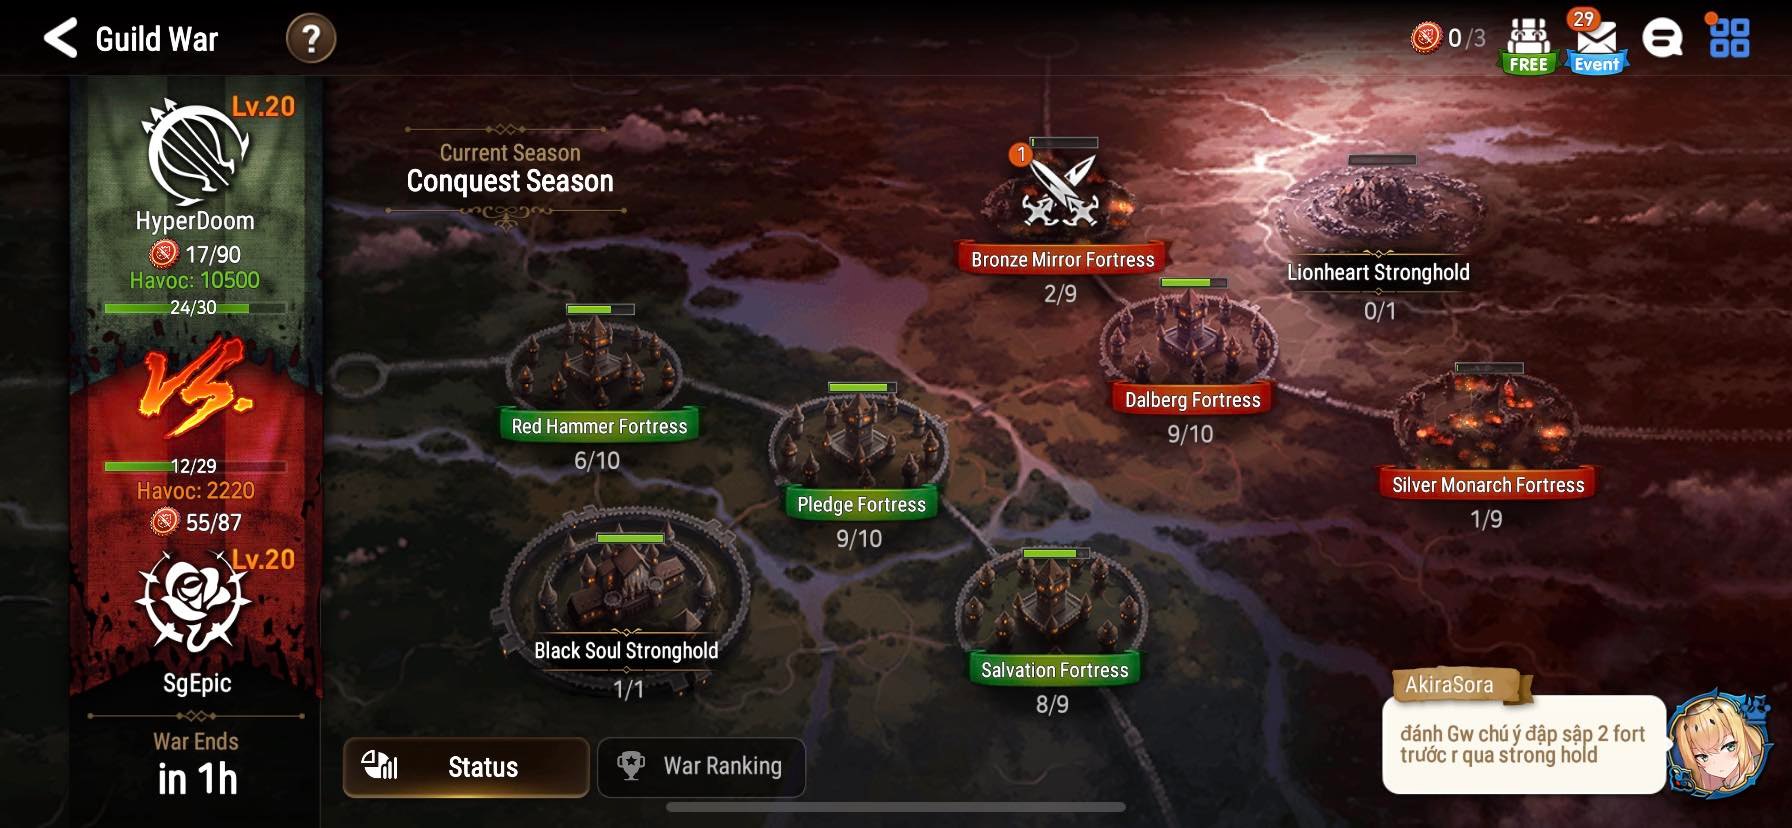 Guild War
?
0/3
FREE
29
Event
Lv.20
HyperDoom
17/90
Havoc: 10500
24/30
VS.
12/29
Havoc: 2220
55/87
Lv.20
SgEpic
War Ends
in 1h
Current Season
Conquest Season
1
Bronze Mirror Fortress
2/9
Lionheart Stronghold
0/1
Dalberg Fortress
9/10
Red Hammer Fortress
6/10
Silver Monarch Fortress
1/9
Pledge Fortress
9/10
Black Soul Stronghold
1/1
Salvation Fortress
8/9
Status
War Ranking
AkiraSora
đánh Gw chú ý đập sập 2 fort
trước r qua strong hold